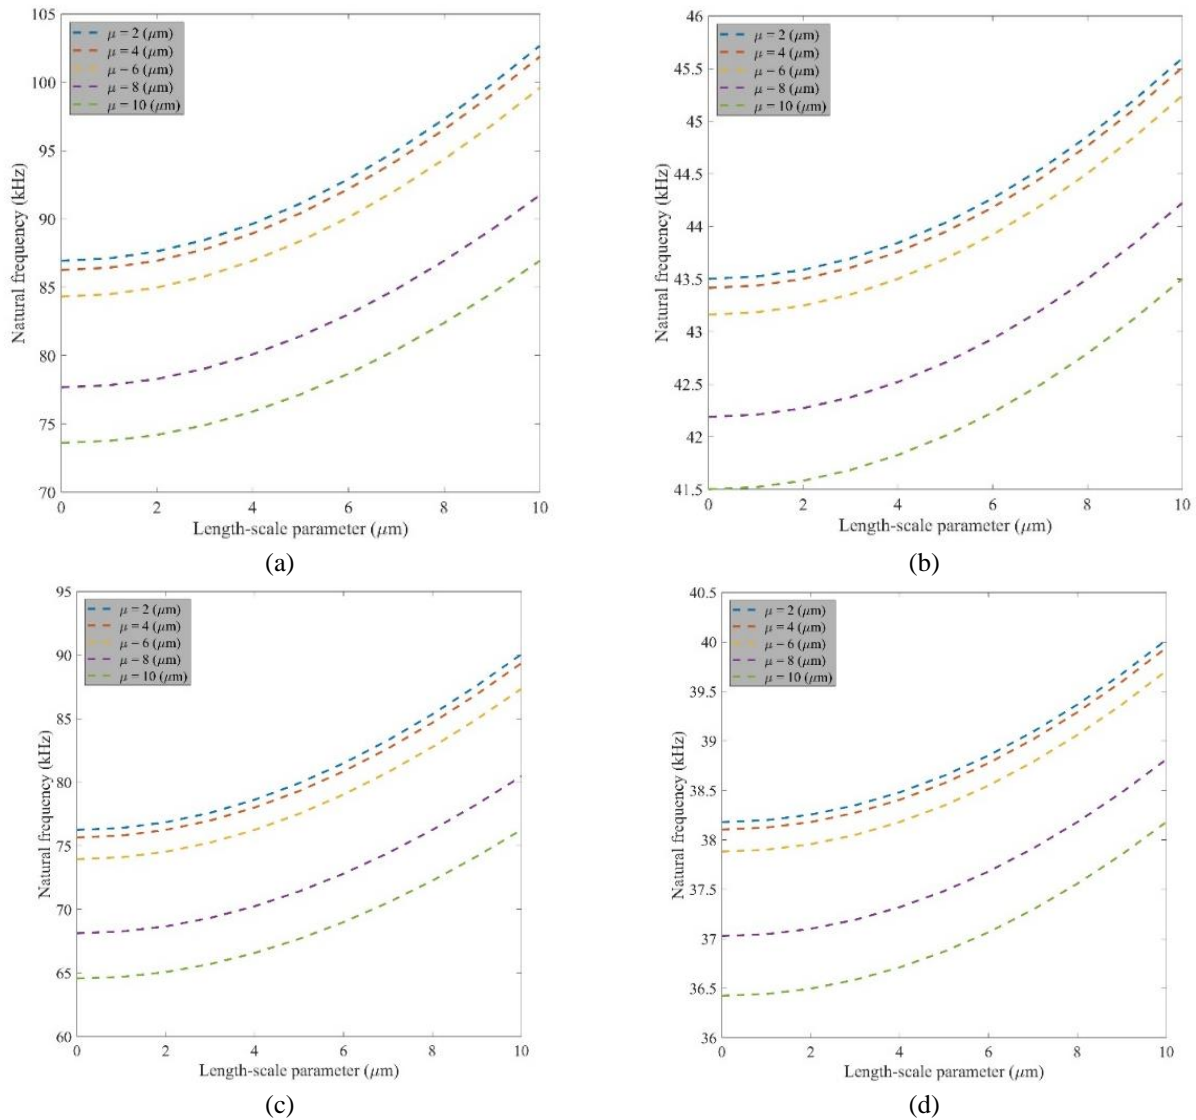 105
100
95
90
85
80
75
70
Natural frequency (kHz)
μ = 2 (μm)
μ = 4 (μm)
μ − 6 (μm)
μ = 8 (μm)
μ = 10 (μm)
0 2 4 6 8 10
Length-scale parameter (μm)
(a)
46
45.5
45
44.5
44
43.5
43
42.5
42
41.5
Natural frequency (kHz)
μ = 2 (μm)
μ = 4 (μm)
μ − 6 (μm)
μ = 8 (μm)
μ = 10 (μm)
0 2 4 6 8 10
Length-scale parameter (μm)
(b)
95
90
85
80
75
70
65
60
Natural frequency (kHz)
μ = 2 (μm)
μ = 4 (μm)
μ − 6 (μm)
μ = 8 (μm)
μ = 10 (μm)
0 2 4 6 8 10
Length-scale parameter (μm)
(c)
40.5
40
39.5
39
38.5
38
37.5
37
36.5
36
Natural frequency (kHz)
μ = 2 (μm)
μ = 4 (μm)
μ − 6 (μm)
μ = 8 (μm)
μ = 10 (μm)
0 2 4 6 8 10
Length-scale parameter (μm)
(d)